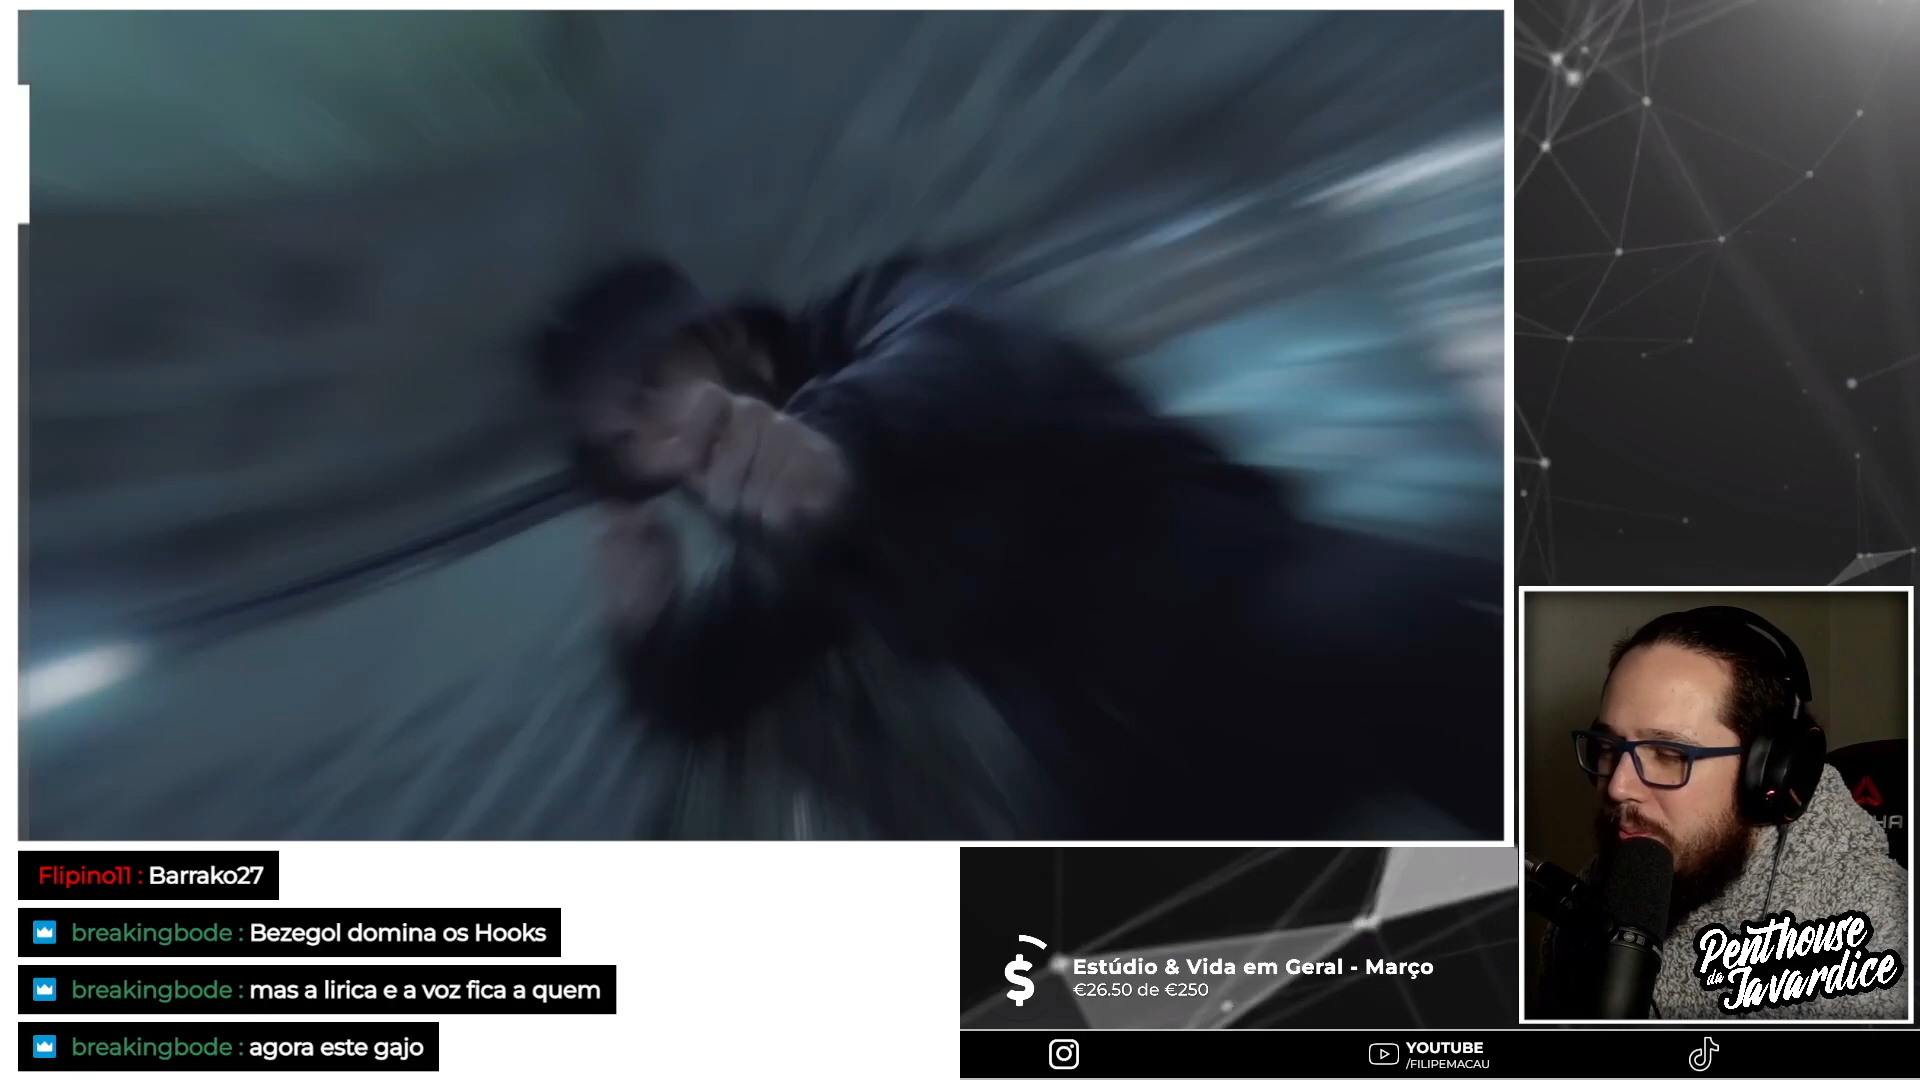 Flipino11 : Barrako27
breakingbode : Bezegol domina os Hooks
breakingbode : mas a lirica e a voz fica a quem
breakingbode : agora este gajo
Estúdio & Vida em Geral - Março
€26.50 de €250
YOUTUBE
/FILIPEMACAU
Penthouse
da Javardice